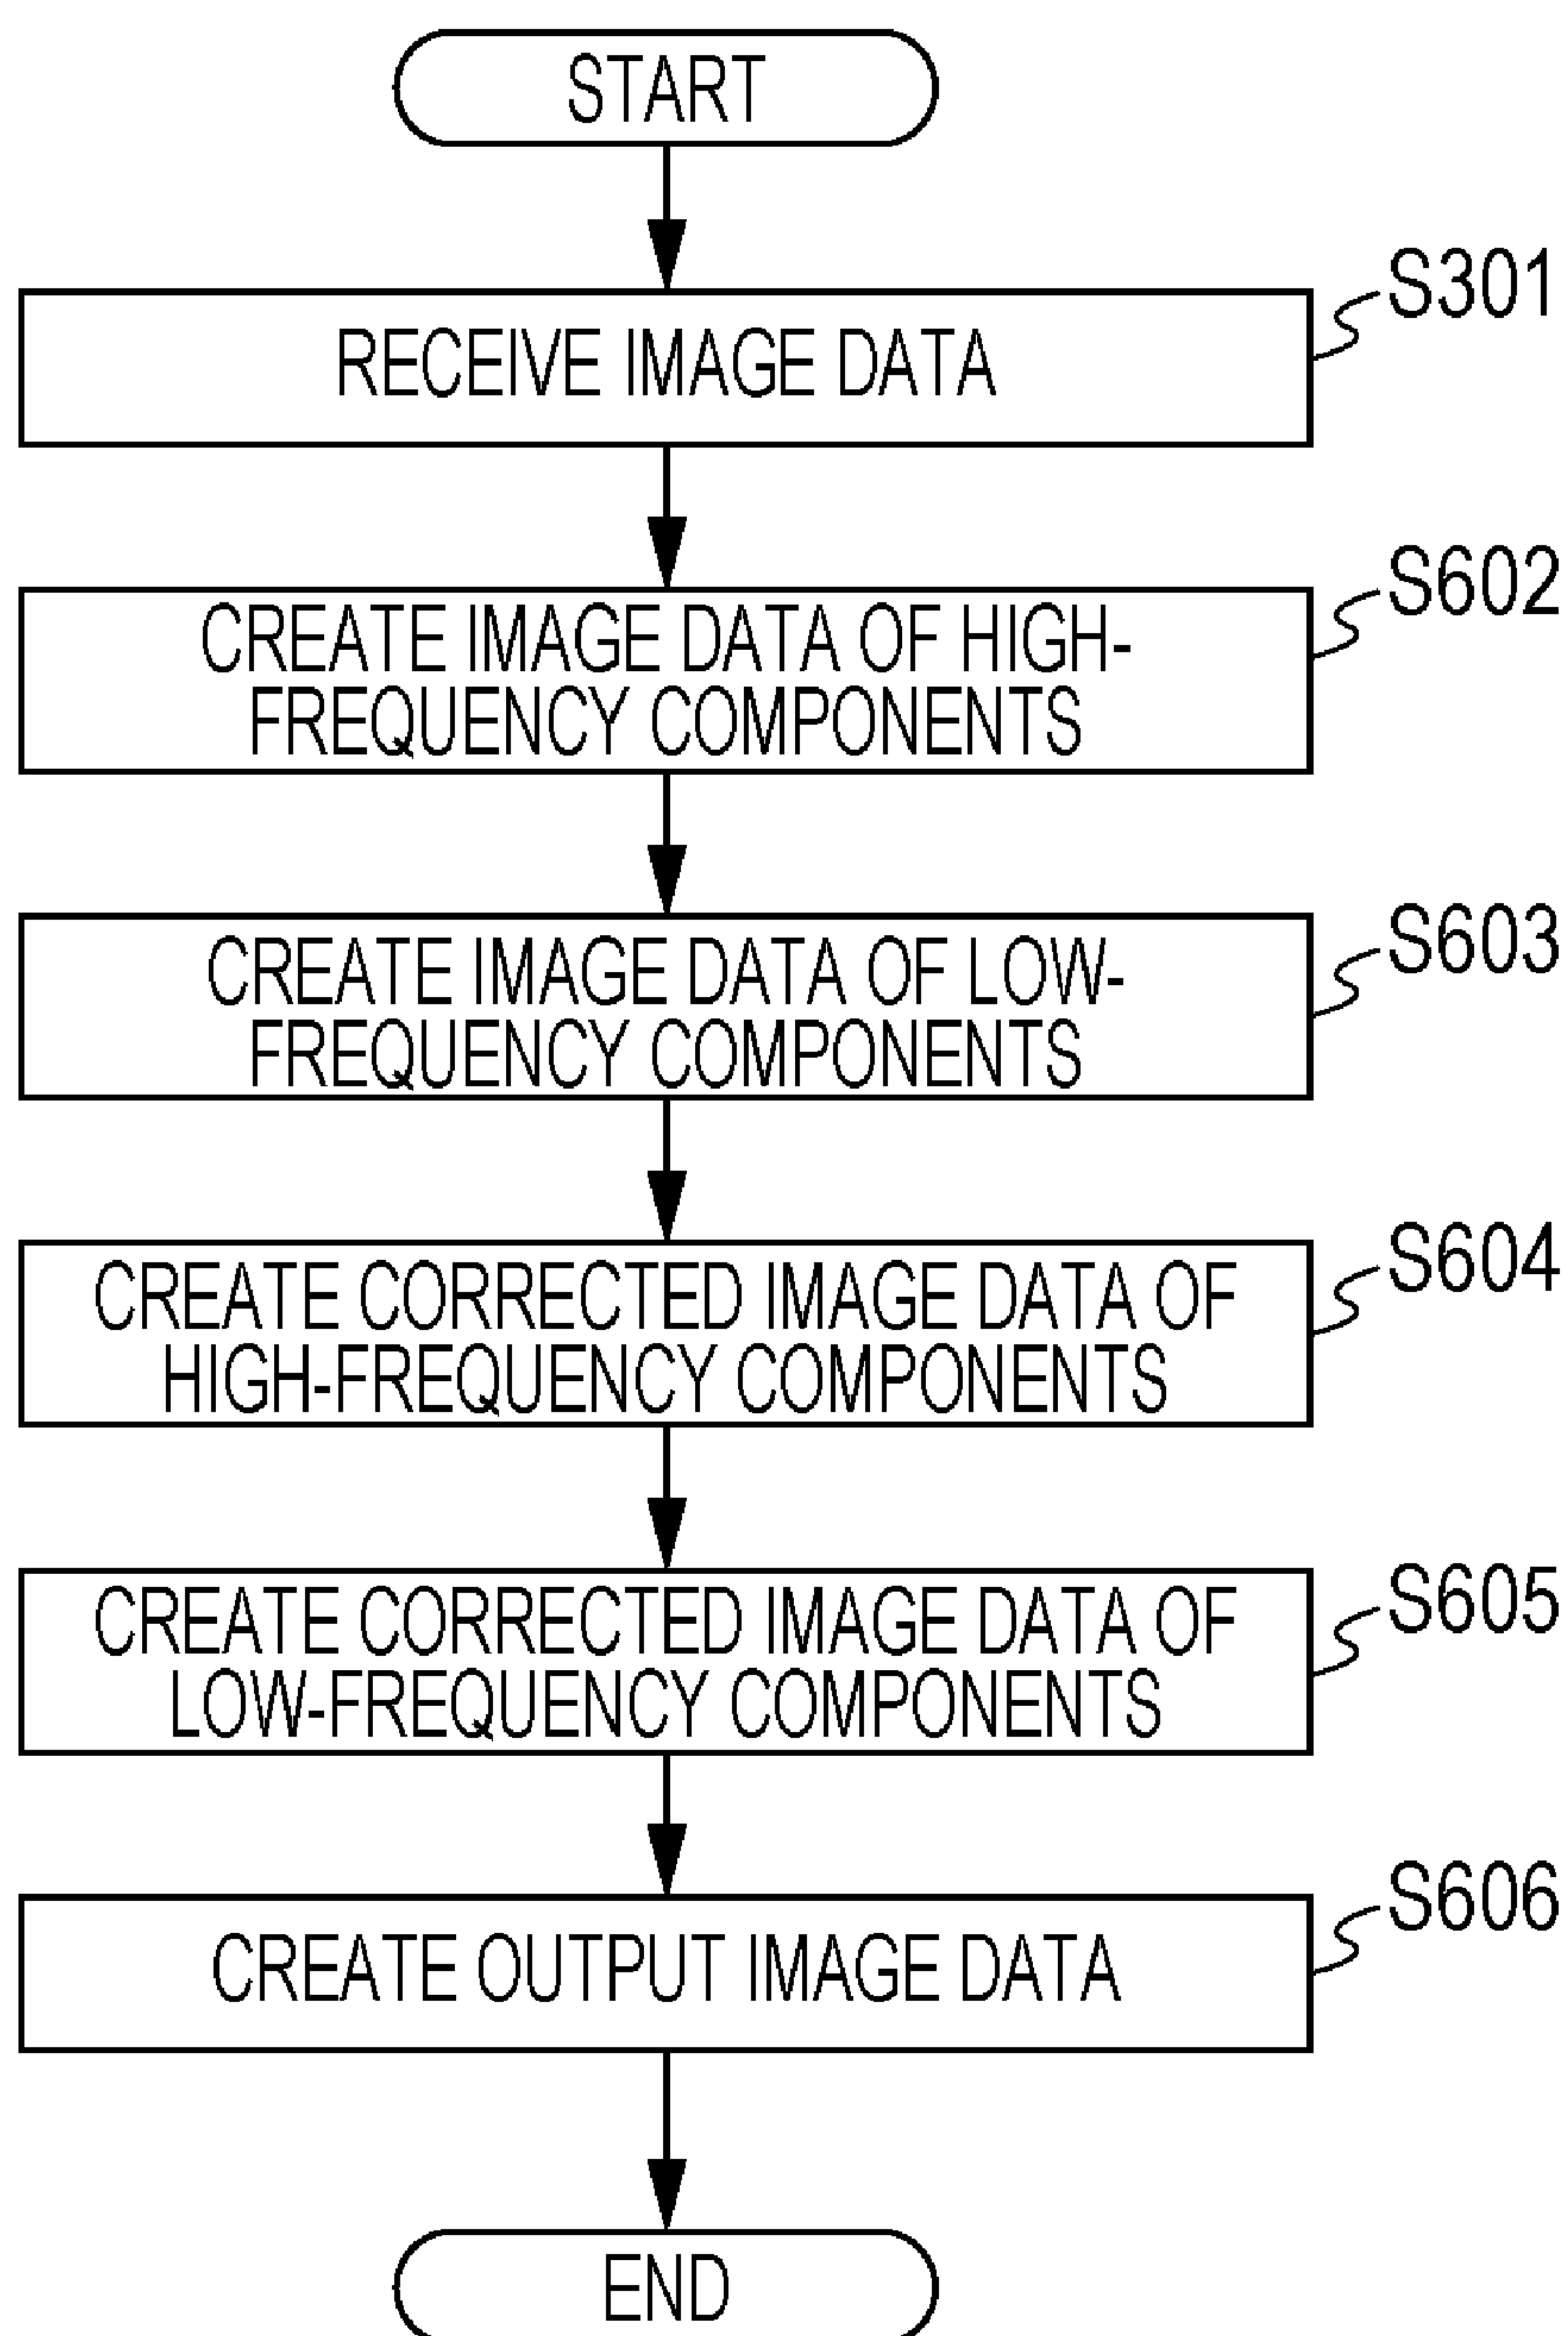 START
S301
RECEIVE IMAGE DATA
S602
CREATE IMAGE DATA OF HIGH-
FREQUENCY COMPONENTS
S603
CREATE IMAGE DATA OF LOW-
FREQUENCY COMPONENTS
S604
CREATE CORRECTED IMAGE DATA OF
HIGH-FREQUENCY COMPONENTS
S605
CREATE CORRECTED IMAGE DATA OF
LOW-FREQUENCY COMPONENTS
S606
CREATE OUTPUT IMAGE DATA
END